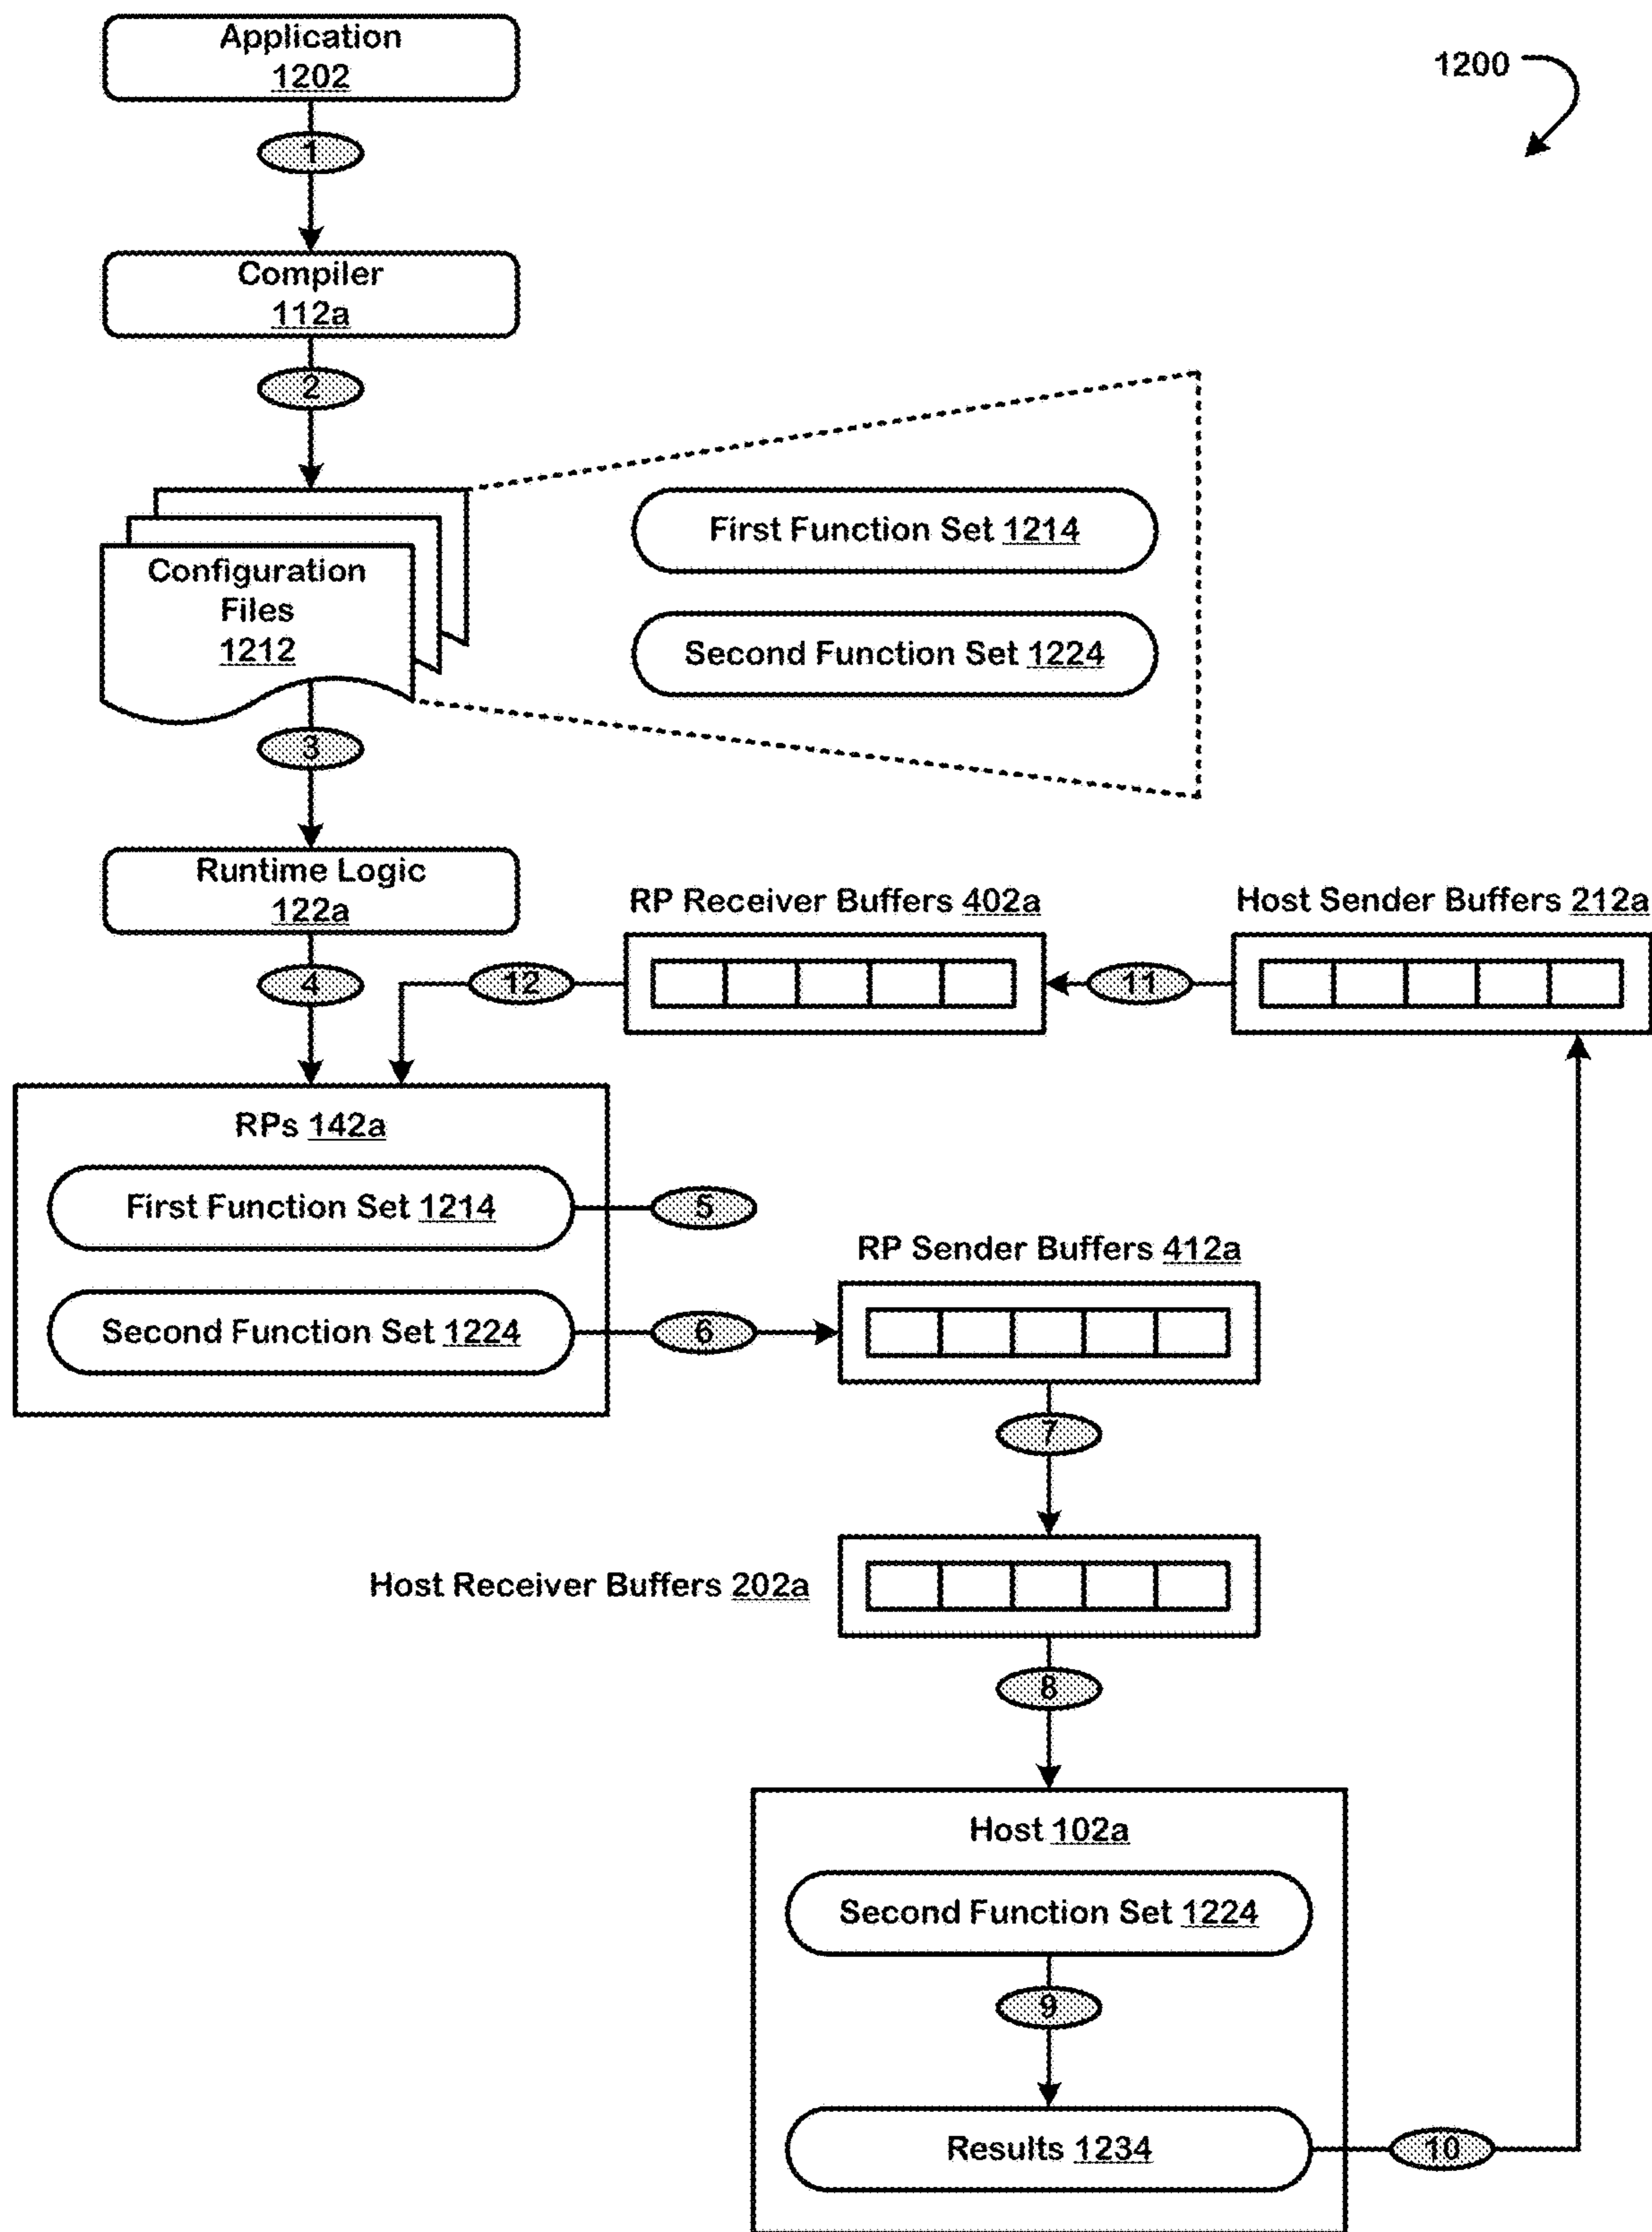 Application
1202
1200
1
Compiler
112a
2
First Function Set 1214
Configuration
Files
1212
Second Function Set 1224
3
Runtime Logic
122a
RP Receiver Buffers 402a
Host Sender Buffers 212a
4
12
11
RPs 142a
First Function Set 1214
5
RP Sender Buffers 412a
Second Function Set 1224
6
7
Host Receiver Buffers 202a
8
Host 102a
Second Function Set 1224
9
Results 1234
10